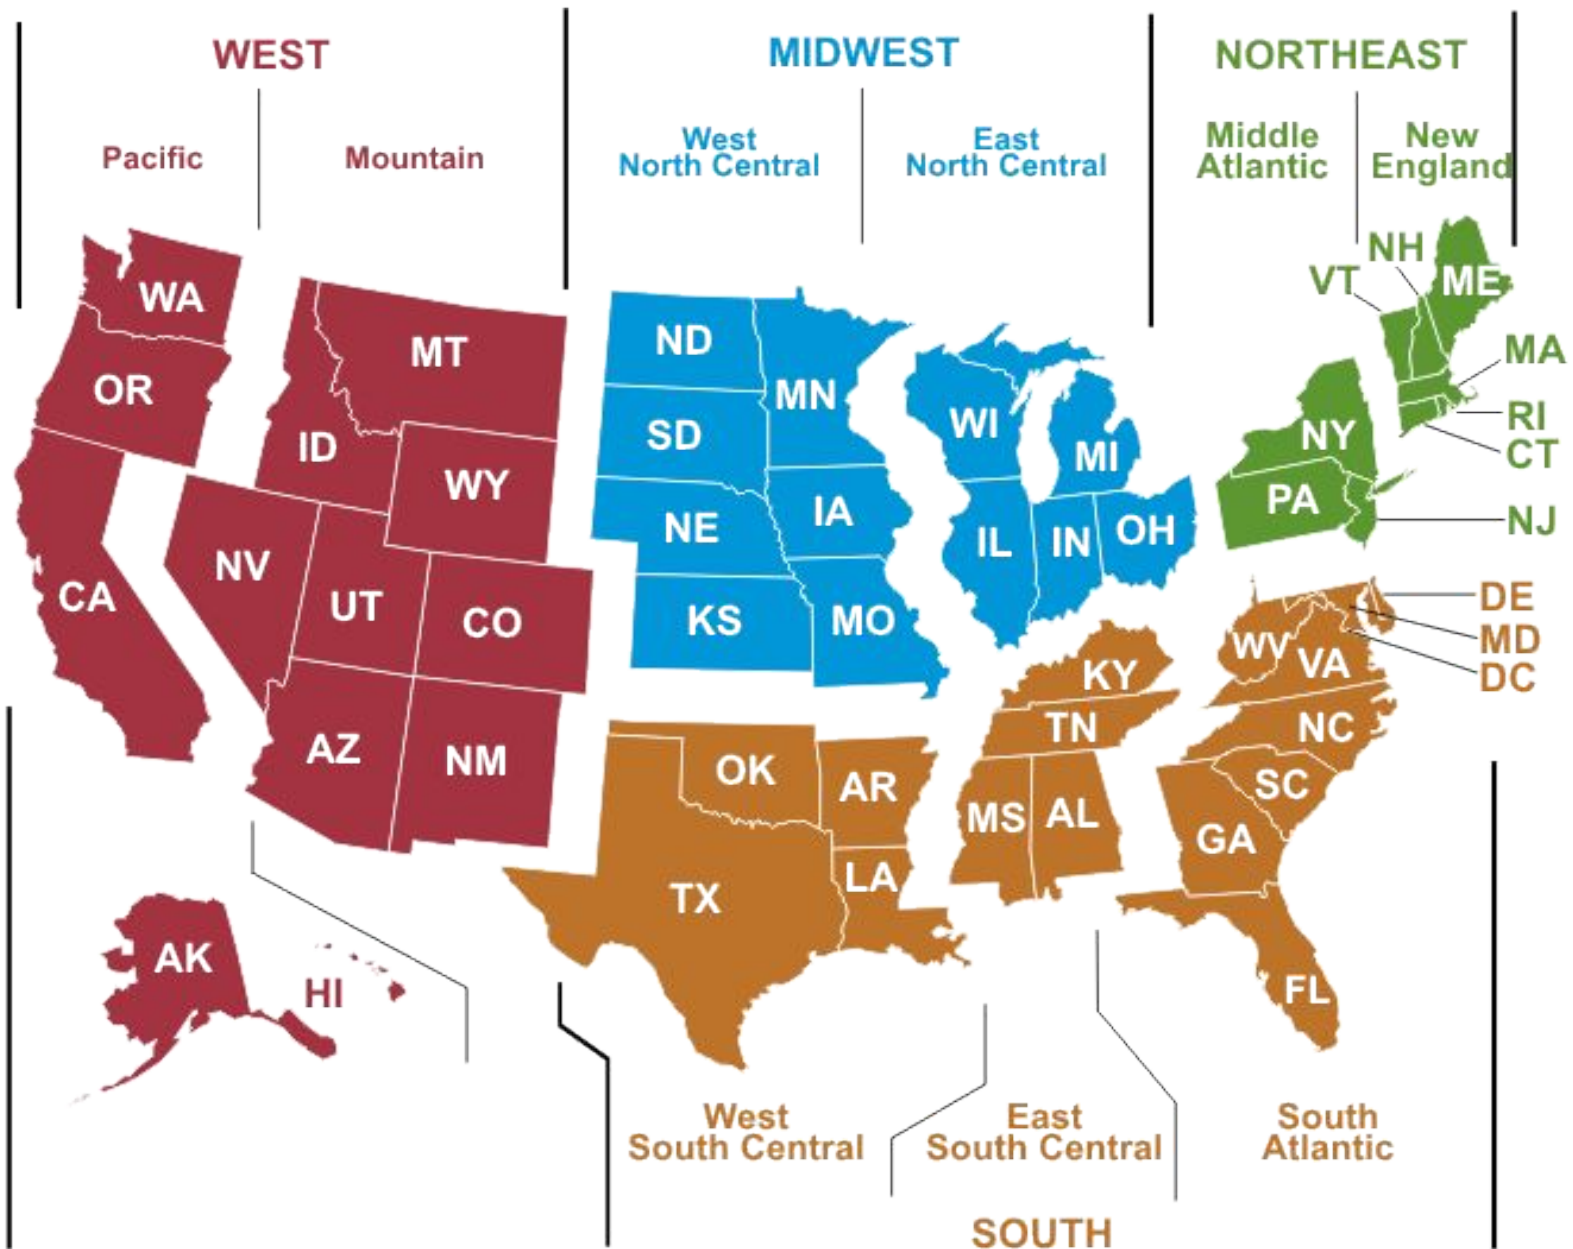 WEST
MIDWEST
NORTHEAST
Pacific
Mountain
West
North Central
East
North Central
Middle
Atlantic
New
England
WA
OR
CA
NV
ID
MT
WY
UT
CO
AZ
NM
AK
HI
ND
SD
NE
KS
MN
IA
MO
WI
MI
IL
IN
OH
NH
VT
ME
MA
RI
CT
NY
PA
NJ
DE
MD
DC
WV
VA
KY
TN
NC
SC
OK
AR
MS
AL
GA
TX
LA
FL
West
South Central
East
South Central
South
Atlantic
SOUTH